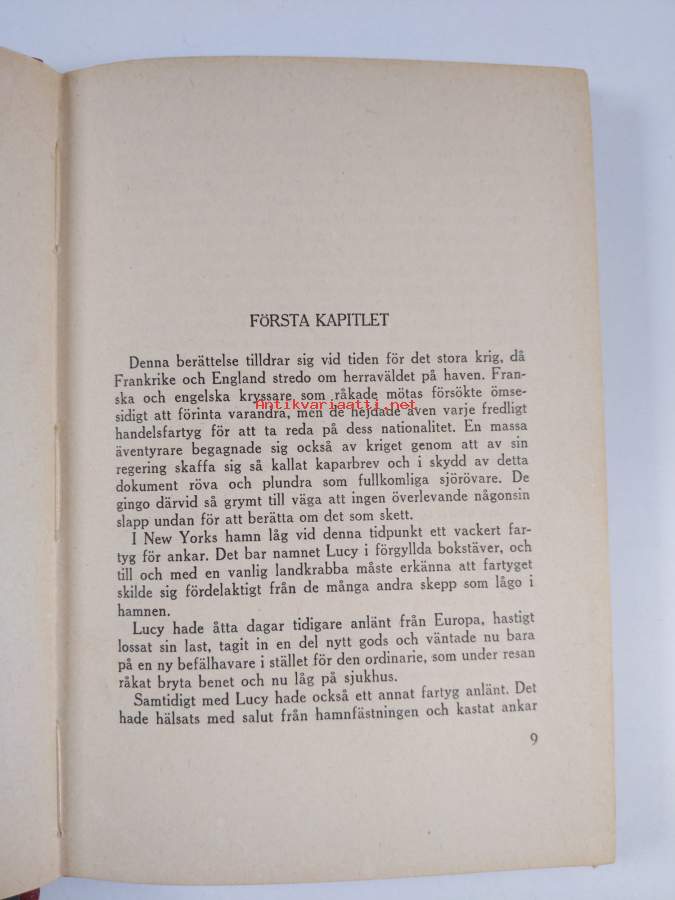 FÖRSTA KAPITLET
Denna berättelse tilldrar sig vid tiden för det stora krig, då
Frankrike och England stredo om herraväldet på haven. Fran-
ska och engelska kryssare som råkade mötas försökte ömse-
Antikvariaatti.net
sidigt att förinta varandra, men de hejdade även varje fredligt
handelsfartyg för att ta reda på dess nationalitet. En massa
äventyrare begagnade sig också av kriget genom att av sin
regering skaffa sig så kallat kaparbrev och i skydd av detta
dokument röva och plundra som fullkomliga sjörövare. De
gingo därvid så grymt till väga att ingen överlevande någonsin
slapp undan för att berätta om det som skett.
I New Yorks hamn låg vid denna tidpunkt ett vackert far-
tyg för ankar. Det bar namnet Lucy i förgyllda bokstäver, och
till och med en vanlig landkrabba måste erkänna att fartyget
skilde sig fördelaktigt från de många andra skepp som lågo i
hamnen.
Lucy hade åtta dagar tidigare anlänt från Europa, hastigt
lossat sin last, tagit in en del nytt gods och väntade nu bara
på en ny befälhavare i stället för den ordinarie, som under resan
råkat bryta benet och nu låg på sjukhus.
Samtidigt med Lucy hade också ett annat fartyg anlänt. Det
hade hälsats med salut från hamnfästningen och kastat ankar
9